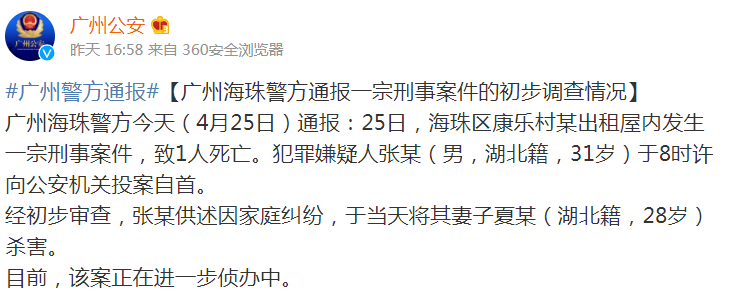 广州公安
广州公安
昨天 16:58 来自 360安全浏览器
#广州警方通报#【广州海珠警方通报一宗刑事案件的初步调查情况】
广州海珠警方今天（4月25日）通报：25日，海珠区康乐村某出租屋内发生
一宗刑事案件，致1人死亡。犯罪嫌疑人张某（男，湖北籍，31岁）于8时许
向公安机关投案自首。
经初步审查，张某供述因家庭纠纷，于当天将其妻子夏某（湖北籍，28岁）
杀害。
目前，该案正在进一步侦办中。